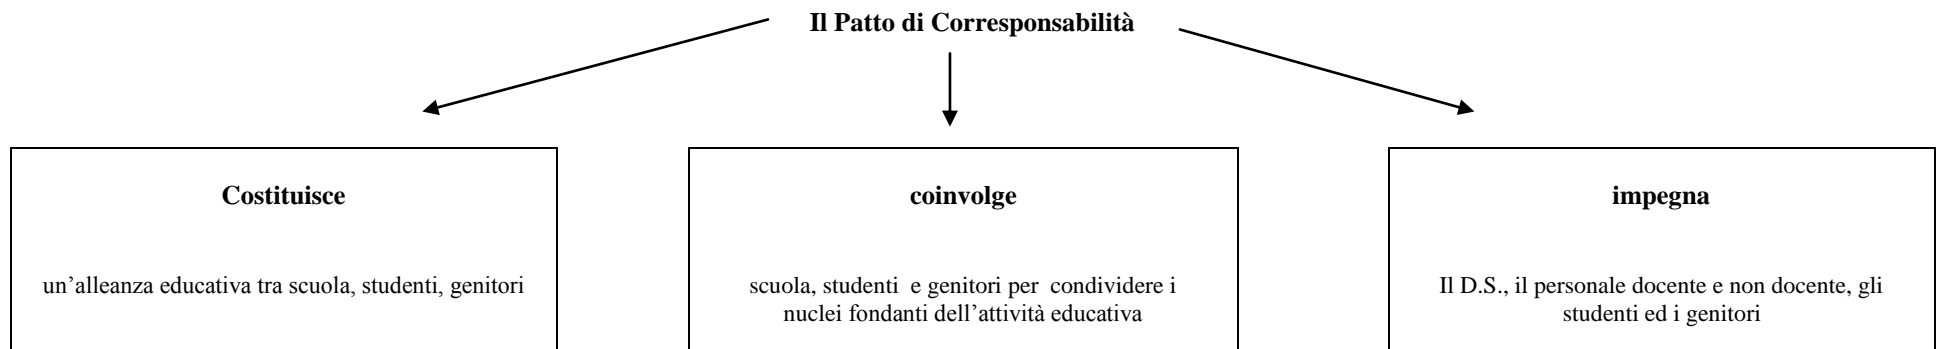 Il Patto di Corresponsabilità
Costituisce
un’alleanza educativa tra scuola, studenti, genitori
coinvolge
scuola, studenti e genitori per condividere i
nuclei fondanti dell’attività educativa
impegna
Il D.S., il personale docente e non docente, gli
studenti ed i genitori